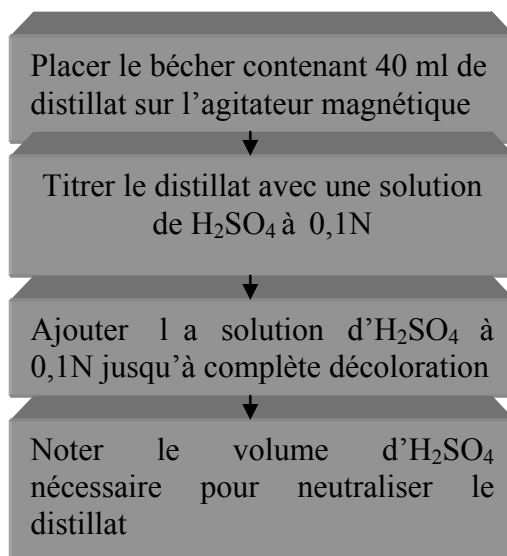 Placer le bécher contenant 40 ml de
distillat sur l’agitateur magnétique
Titrer le distillat avec une solution
de H₂SO₄ à 0,1N
Ajouter l a solution d’H₂SO₄ à
0,1N jusqu’à complète décoloration
Noter le volume d’H₂SO₄
nécessaire pour neutraliser le
distillat